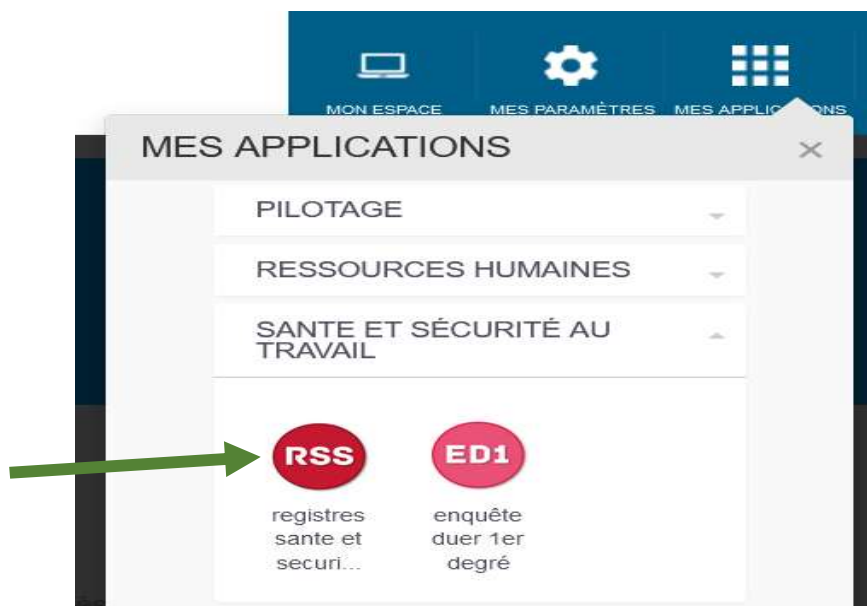 MON ESPACE MES PARAMÈTRES MES APPLICATIONS
MES APPLICATIONS ×
PILOTAGE
RESSOURCES HUMAINES
SANTE ET SÉCURITÉ AU
TRAVAIL
RSS ED1
registres enquête
sante et duer 1er
securi... degré